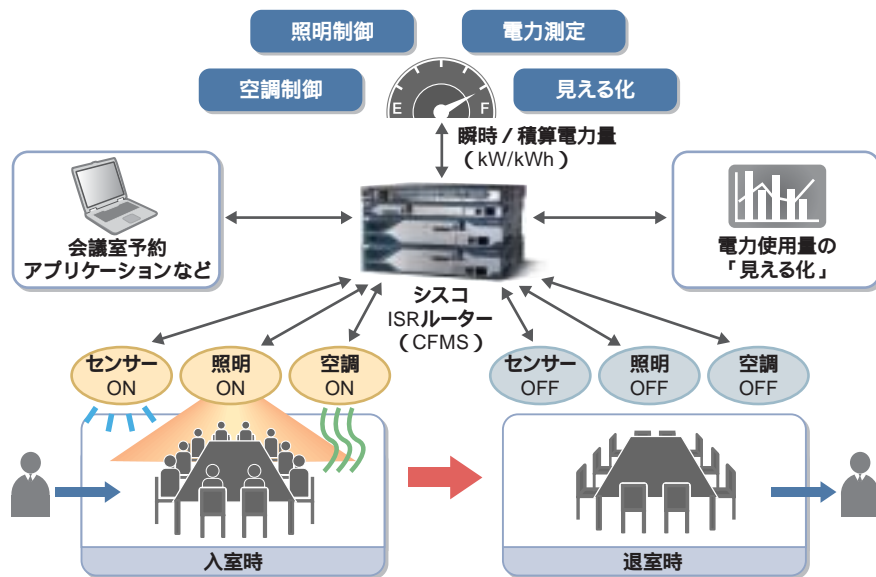 照明制御
電力測定
空調制御
見える化
E
F
瞬時 / 積算電力量
（kW/kWh）
会議室予約
アプリケーションなど
電力使用量の
「見える化」
シスコ
ISRルーター
（CFMS）
センサー
ON
照明
ON
空調
ON
センサー
OFF
照明
OFF
空調
OFF
入室時
退室時